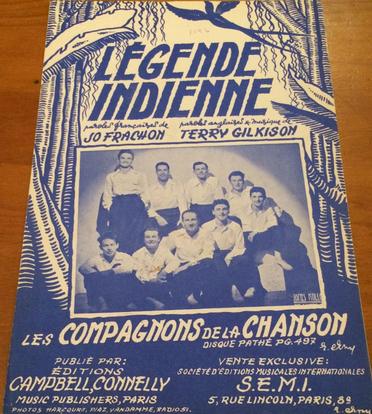 LÉGENDE
INDIENNE
paroles françaises de
JO FRACHON
paroles anglaises & musique de
TERRY GILKISON
LES COMPAGNONS DE LA CHANSON
DISQUE PATHÉ PG. 497
PUBLIÉ PAR:
ÉDITIONS
CAMPBELL, CONNELLY
MUSIC PUBLISHERS, PARIS
PHOTOS HARCOURT, PIAZ, VANDAMME, RADIO 51.
VENTE EXCLUSIVE:
SOCIÉTÉ D'ÉDITIONS MUSICALES INTERNATIONALES
S.E.M.I.
5, RUE LINCOLN, PARIS, 8e